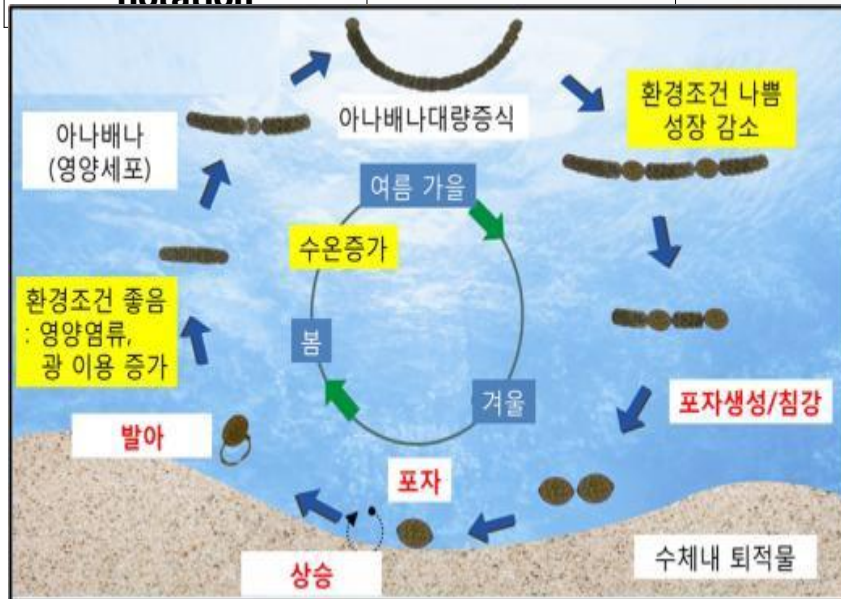 아나배나대량증식
환경조건 나쁨
성장 감소
아나배나
(영양세포)
여름 가을
수온증가
환경조건 좋음
: 영양염류,
광 이용 증가
봄
겨울
포자생성/침강
발아
포자
상승
수체내 퇴적물